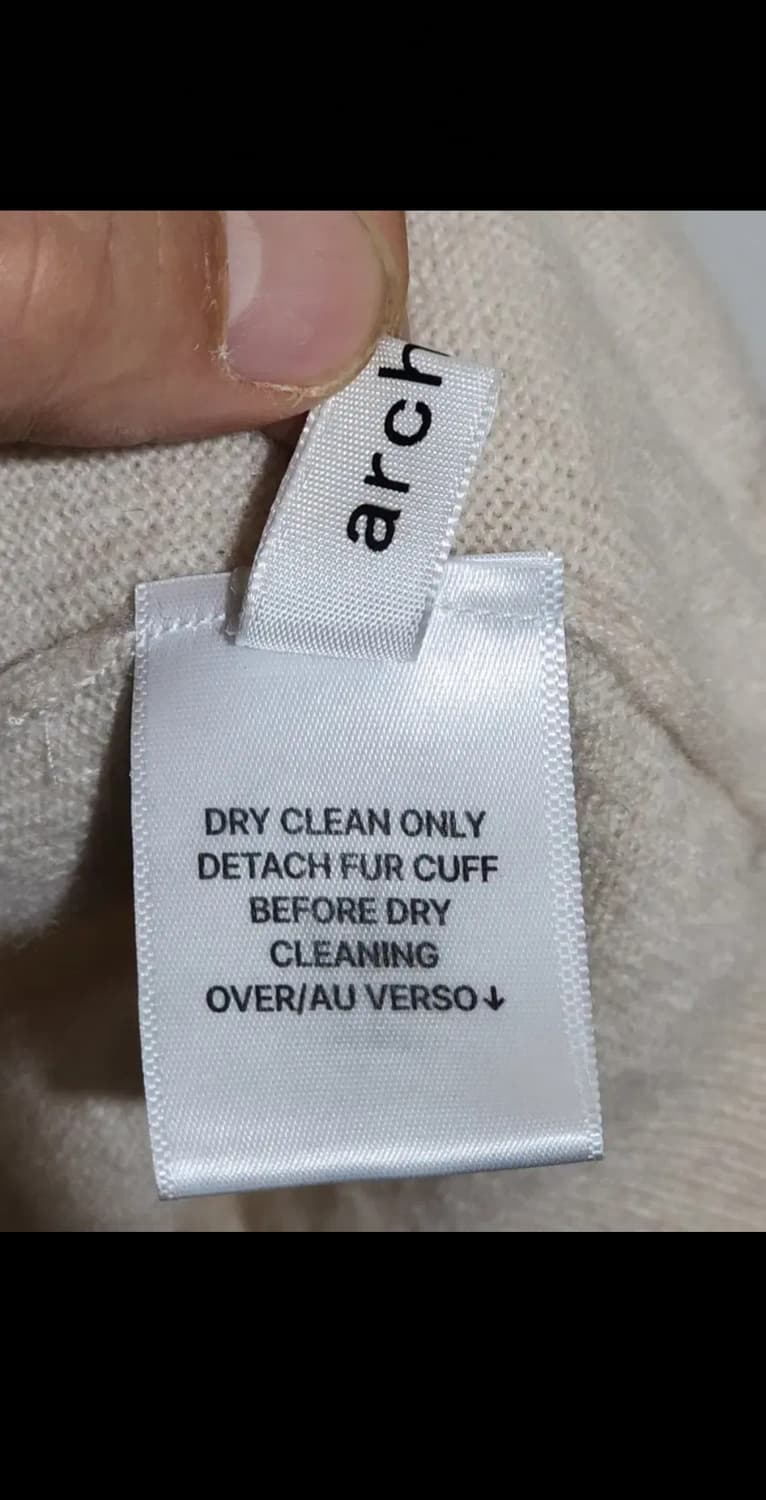 arch
DRY CLEAN ONLY
DETACH FUR CUFF
BEFORE DRY
CLEANING
OVER/AU VERSO↓